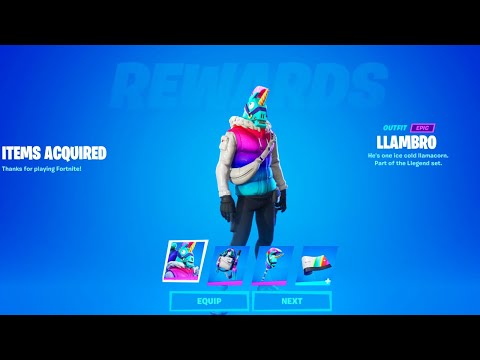 REWARDS
ITEMS ACQUIRED
Thanks for playing Fortnite!
OUTFIT EPIC
LLAMBRO
He's one ice cold llamacorn.
Part of the Llegend set.
EQUIP
NEXT